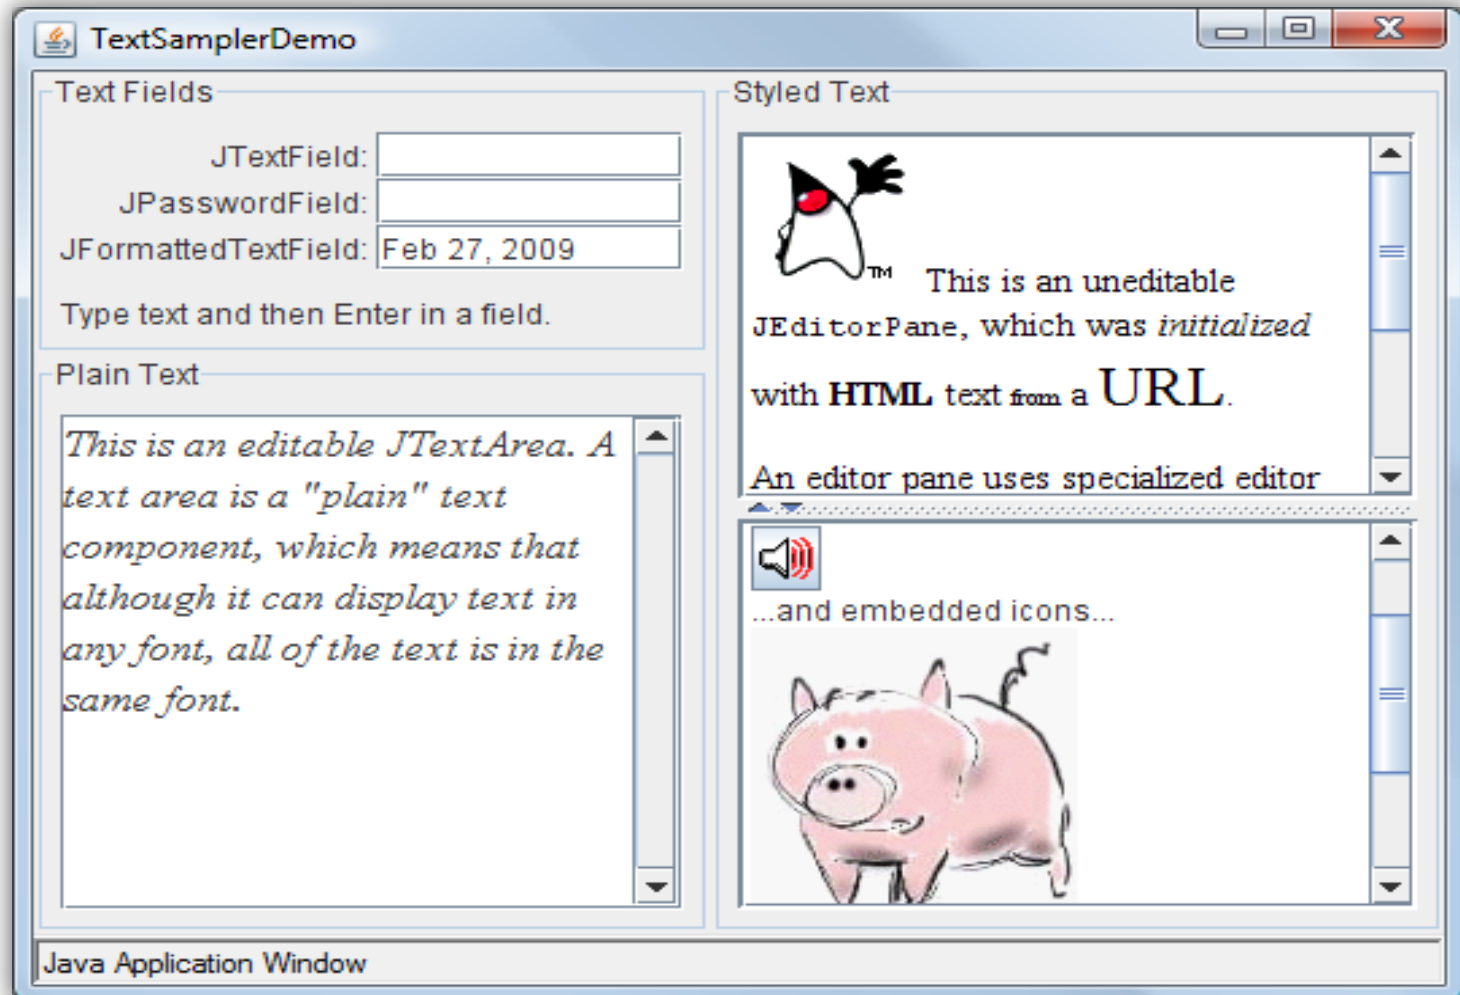 TextSamplerDemo
Text Fields
JTextField:
JPasswordField:
JFormattedTextField: Feb 27, 2009
Type text and then Enter in a field.
Plain Text
This is an editable JTextArea. A
text area is a "plain" text
component, which means that
although it can display text in
any font, all of the text is in the
same font.
Styled Text
TM This is an uneditable
JEditorPane, which was initialized
with HTML text from a URL.
An editor pane uses specialized editor
...and embedded icons...
Java Application Window